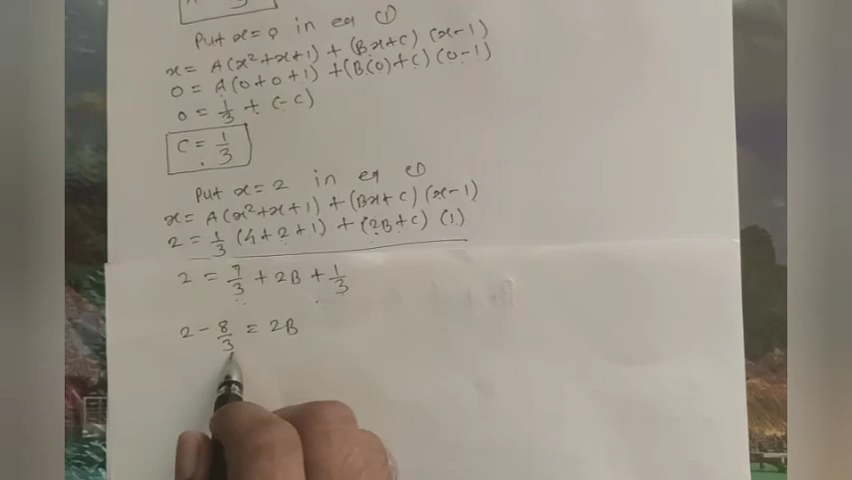 Put x=0 in eq ①
x= A(x²+x+1) + (Bx+C) (x-1)
0 = A(0+0+1) +(B(0)+C) (0-1)
0 = 1/3 + (-C)
C = 1/3
Put x=2 in eq ①
x= A(x²+x+1) + (Bx+C) (x-1)
2 = 1/3 (4+2+1) + (2B+C) (1)
2 = 7/3 + 2B + 1/3
2 - 8/3 = 2B